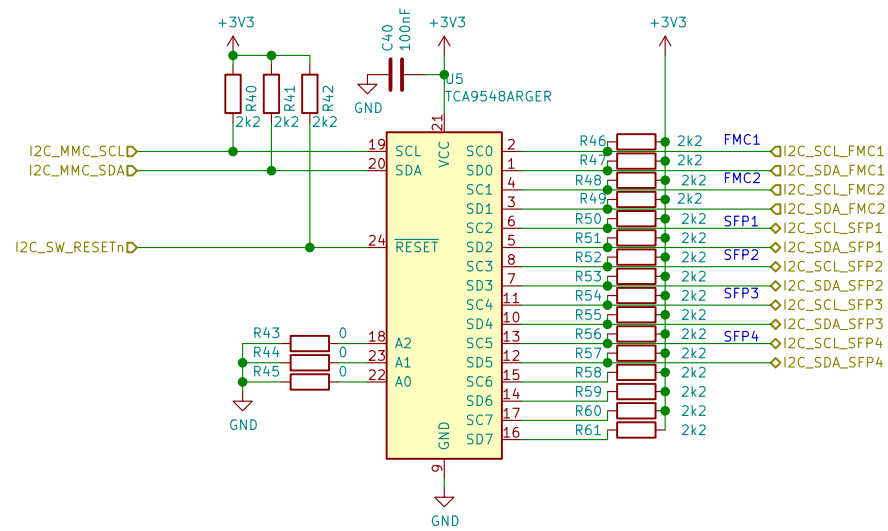 +3V3
+3V3
+3V3
C40
100nF
GND
U5
TCA9548ARGER
R40
2k2
R41
2k2
R42
2k2
I2C_MMC_SCL
I2C_MMC_SDA
I2C_SW_RESETn
19 SCL
20 SDA
24 RESET
18 A2
23 A1
22 A0
21
VCC
GND
9
GND
R43 0
R44 0
R45 0
GND
SC0 2
SD0 1
SC1 4
SD1 3
SC2 6
SD2 5
SC3 8
SD3 7
SC4 11
SD4 10
SC5 13
SD5 12
SC6 15
SD6 14
SC7 17
SD7 16
R46 2k2 FMC1
R47 2k2
R48 2k2 FMC2
R49 2k2
R50 2k2 SFP1
R51 2k2
R52 2k2 SFP2
R53 2k2
R54 2k2 SFP3
R55 2k2
R56 2k2 SFP4
R57 2k2
R58 2k2
R59 2k2
R60 2k2
R61 2k2
I2C_SCL_FMC1
I2C_SDA_FMC1
I2C_SCL_FMC2
I2C_SDA_FMC2
I2C_SCL_SFP1
I2C_SDA_SFP1
I2C_SCL_SFP2
I2C_SDA_SFP2
I2C_SCL_SFP3
I2C_SDA_SFP3
I2C_SCL_SFP4
I2C_SDA_SFP4